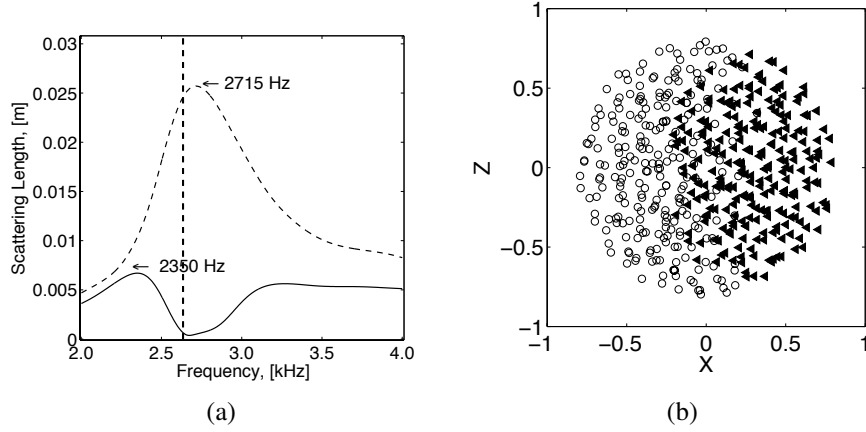 0.03
0.025
0.02
0.015
0.01
0.005
0
Scattering Length, [m]
← 2715 Hz
← 2350 Hz
2.0 2.5 3.0 3.5 4.0
Frequency, [kHz]
(a)
1
0.5
0
−0.5
−1
Z
−1 −0.5 0 0.5 1
X
(b)